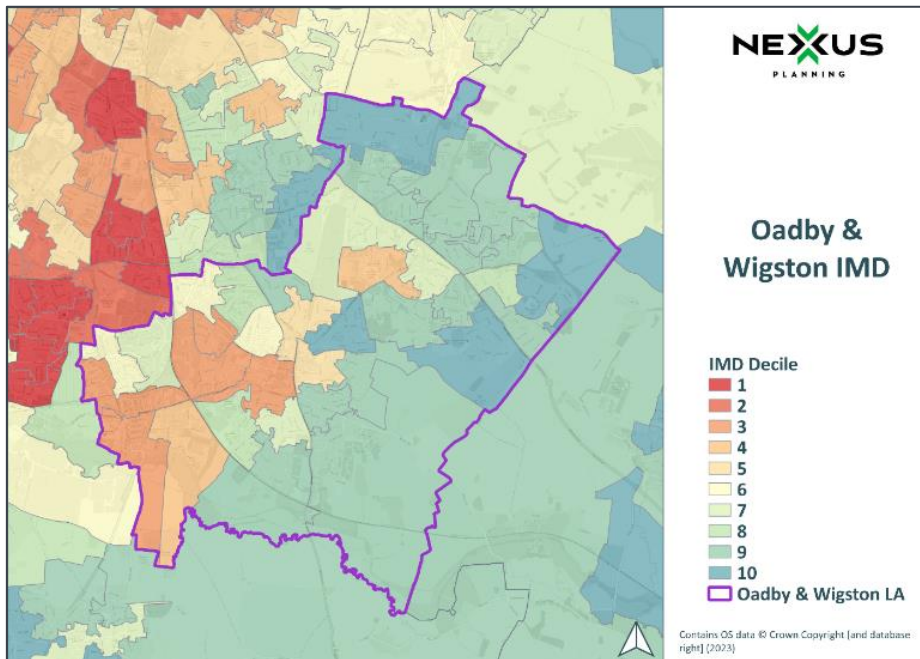 NEXUS
PLANNING
Oadby &
Wigston IMD
IMD Decile
1
2
3
4
5
6
7
8
9
10
Oadby & Wigston LA
Contains OS data © Crown Copyright [and database
right] (2023)